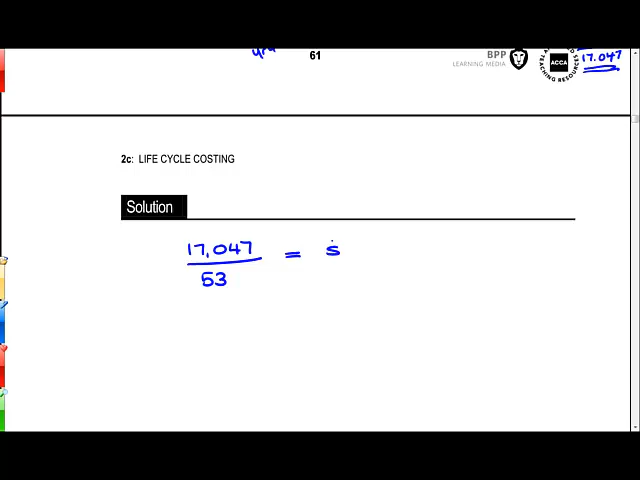 61
BPP
LEARNING MEDIA
ACCA
17.047
2c: LIFE CYCLE COSTING
Solution
17,047
53
=